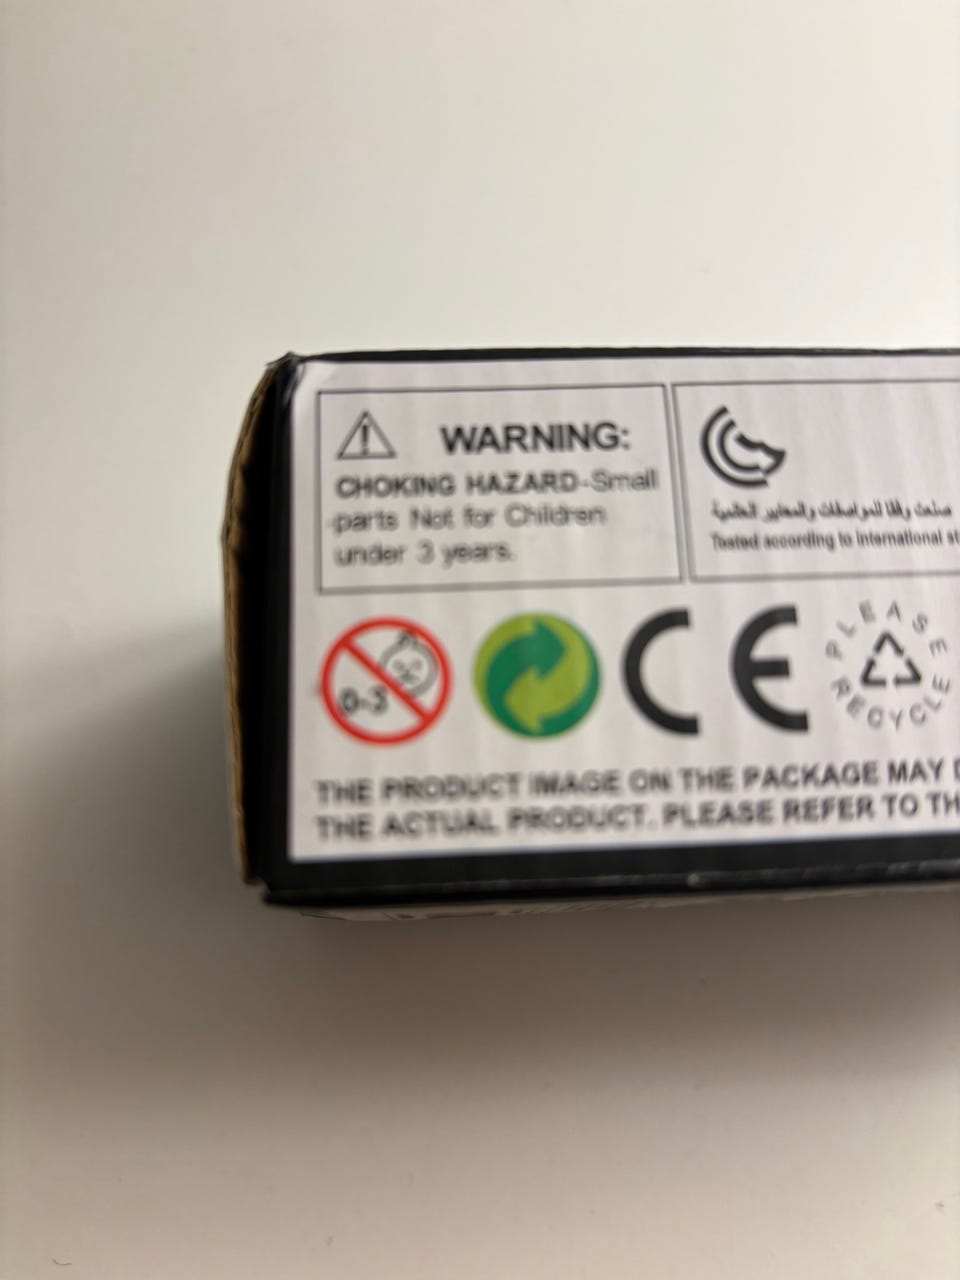 WARNING:
CHOKING HAZARD-Small
parts Not for Children
under 3 years.
صنعت وفقا للمواصفات والمعايير العالمية
Tested according to international
0-3
CE
PLEASE
RECYCLE
THE PRODUCT IMAGE ON THE PACKAGE MAY
THE ACTUAL PRODUCT. PLEASE REFER TO